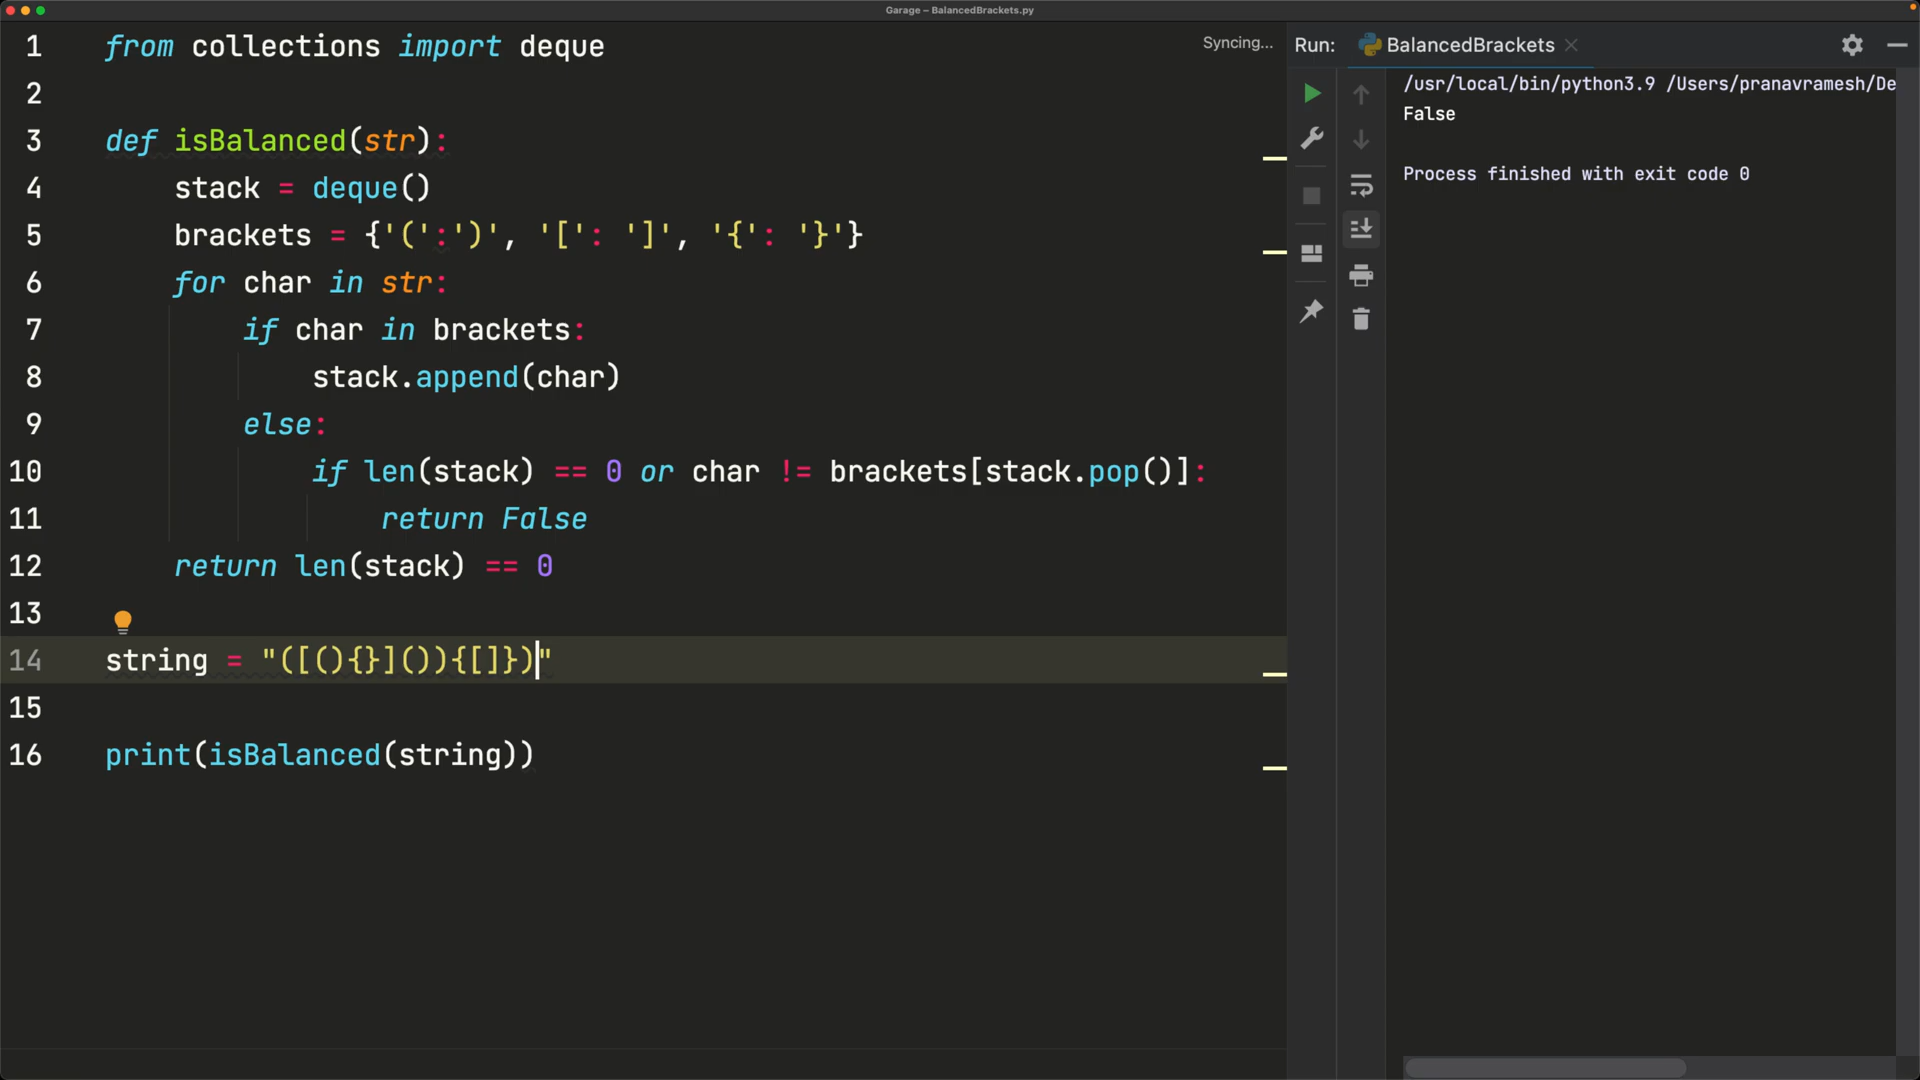 Garage – BalancedBrackets.py
1 from collections import deque
2
3 def isBalanced(str):
4 stack = deque()
5 brackets = {'(':')', '[': ']', '{': '}'}
6 for char in str:
7 if char in brackets:
8 stack.append(char)
9 else:
10 if len(stack) == 0 or char != brackets[stack.pop()]:
11 return False
12 return len(stack) == 0
13
14 string = "([(){}]()){[]})"
15
16 print(isBalanced(string))
Syncing...
Run: BalancedBrackets
/usr/local/bin/python3.9 /Users/pranavramesh/De
False
Process finished with exit code 0